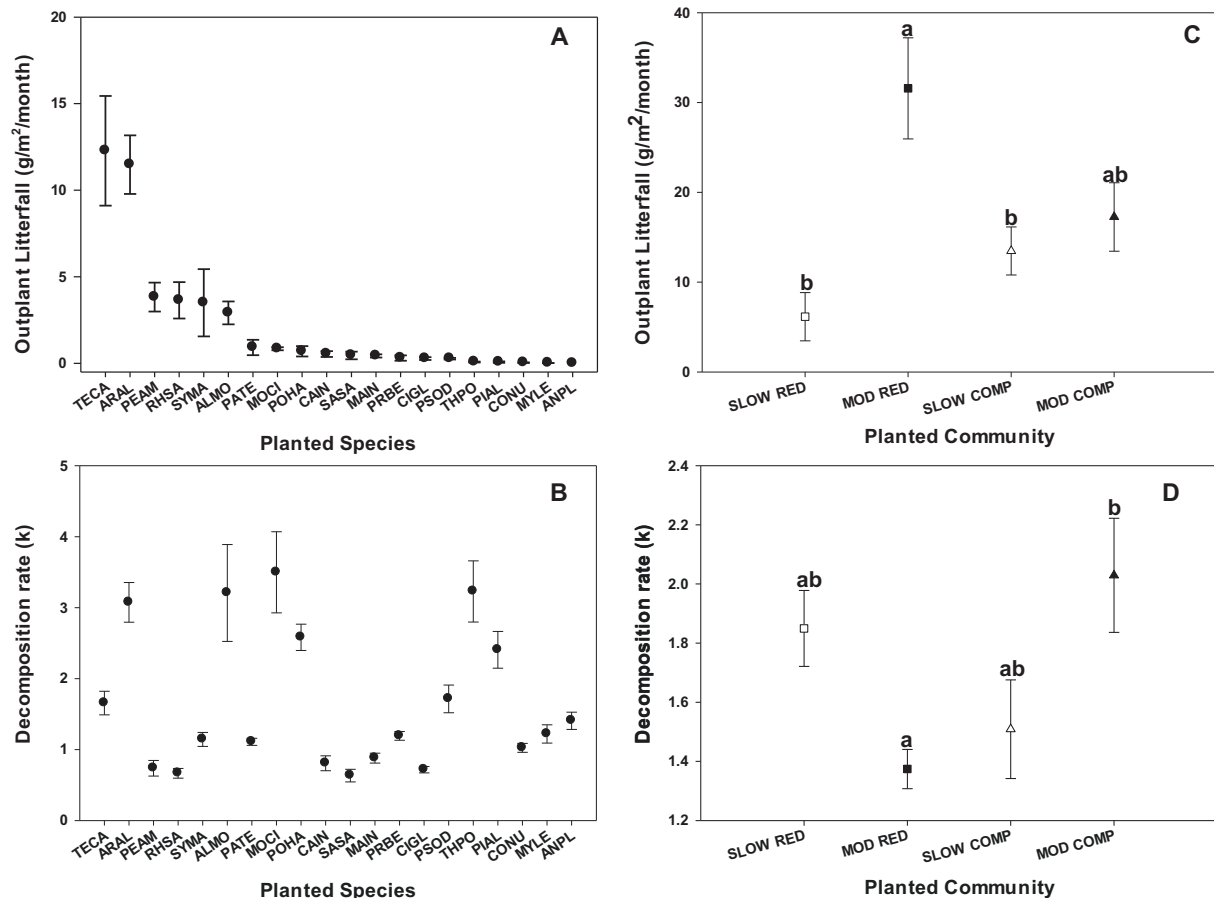 A
Outplant Litterfall (g/m²/month)
20
15
10
5
0
TECA
ARAL
PEAM
RHSA
SYMA
ALMO
PATE
MOCI
POHA
CAIN
SASA
MAIN
PRBE
CIGL
PSOD
THPO
PIAL
CONU
MYLE
ANPL
Planted Species
C
Outplant Litterfall (g/m²/month)
40
30
20
10
0
b
a
b
ab
SLOW RED
MOD RED
SLOW COMP
MOD COMP
Planted Community
B
Decomposition rate (k)
5
4
3
2
1
0
TECA
ARAL
PEAM
RHSA
SYMA
ALMO
PATE
MOCI
POHA
CAIN
SASA
MAIN
PRBE
CIGL
PSOD
THPO
PIAL
CONU
MYLE
ANPL
Planted Species
D
Decomposition rate (k)
2.4
2.2
2.0
1.8
1.6
1.4
1.2
ab
a
ab
b
SLOW RED
MOD RED
SLOW COMP
MOD COMP
Planted Community